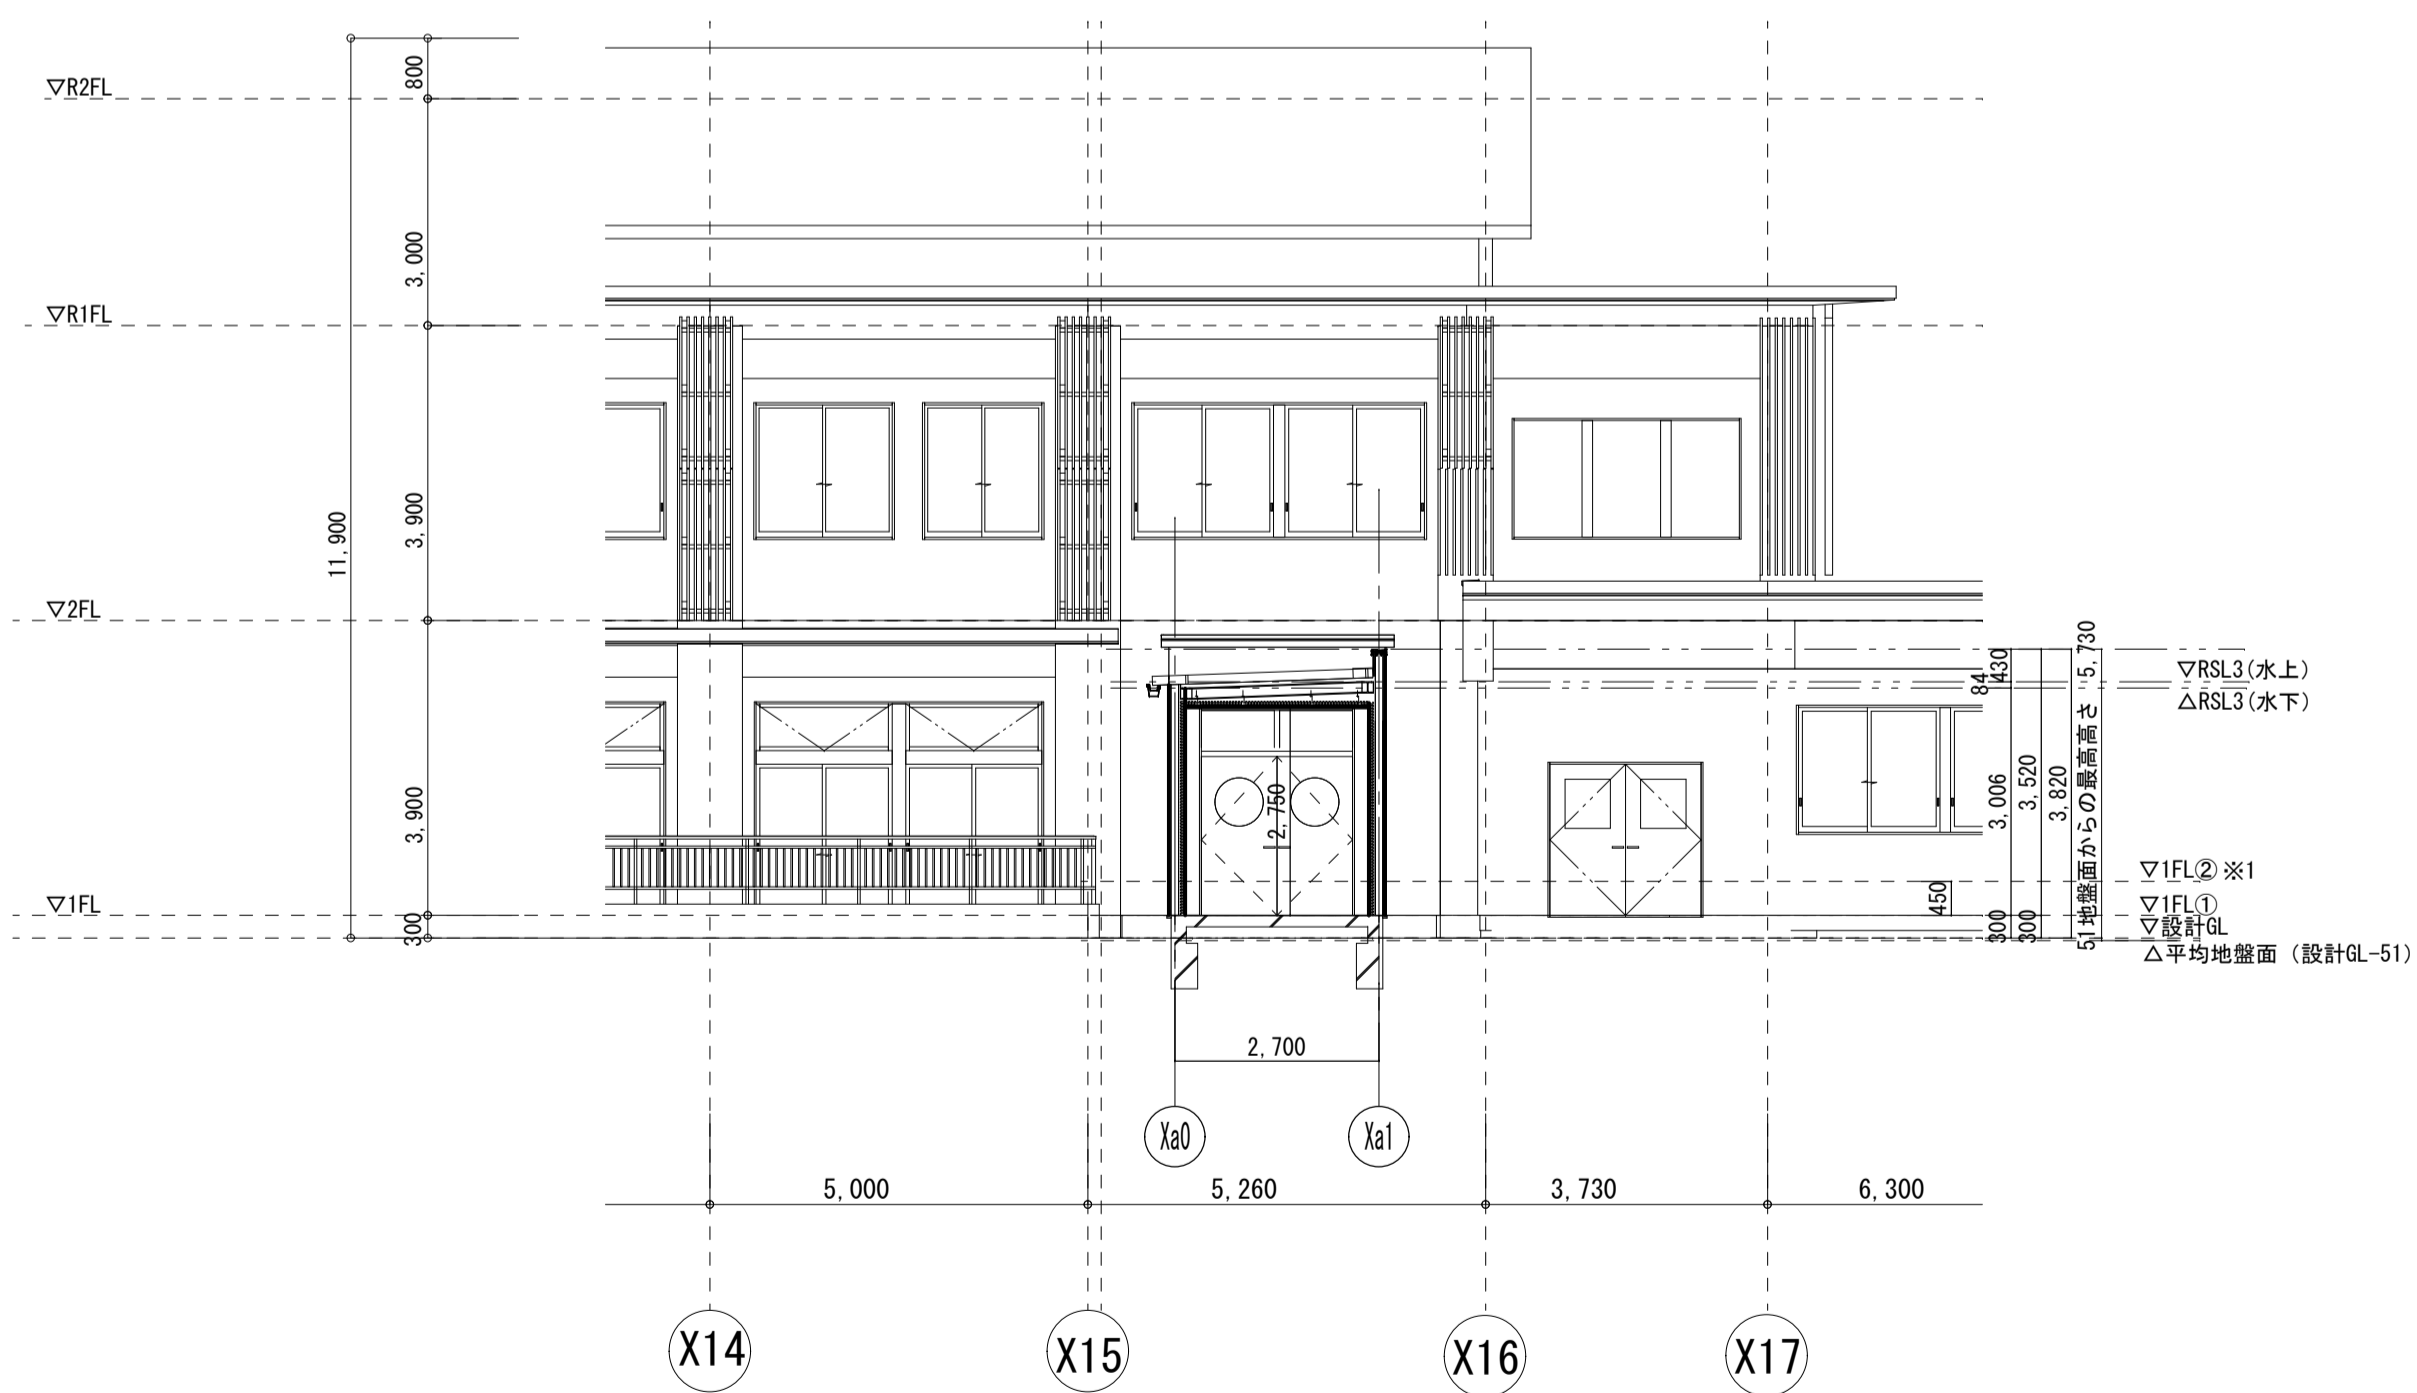 800
▽R2FL
3,000
▽R1FL
3,900
11,900
▽2FL
5,730
430
84
▽RSL3(水上)
△RSL3(水下)
51地盤面からの最高高さ
3,006
3,520
3,820
2,750
3,900
▽1FL② ※1
450
▽1FL
▽1FL①
300
300
300
▽設計GL
△平均地盤面 (設計GL-51)
2,700
Xa0
Xa1
5,000
5,260
3,730
6,300
X14
X15
X16
X17